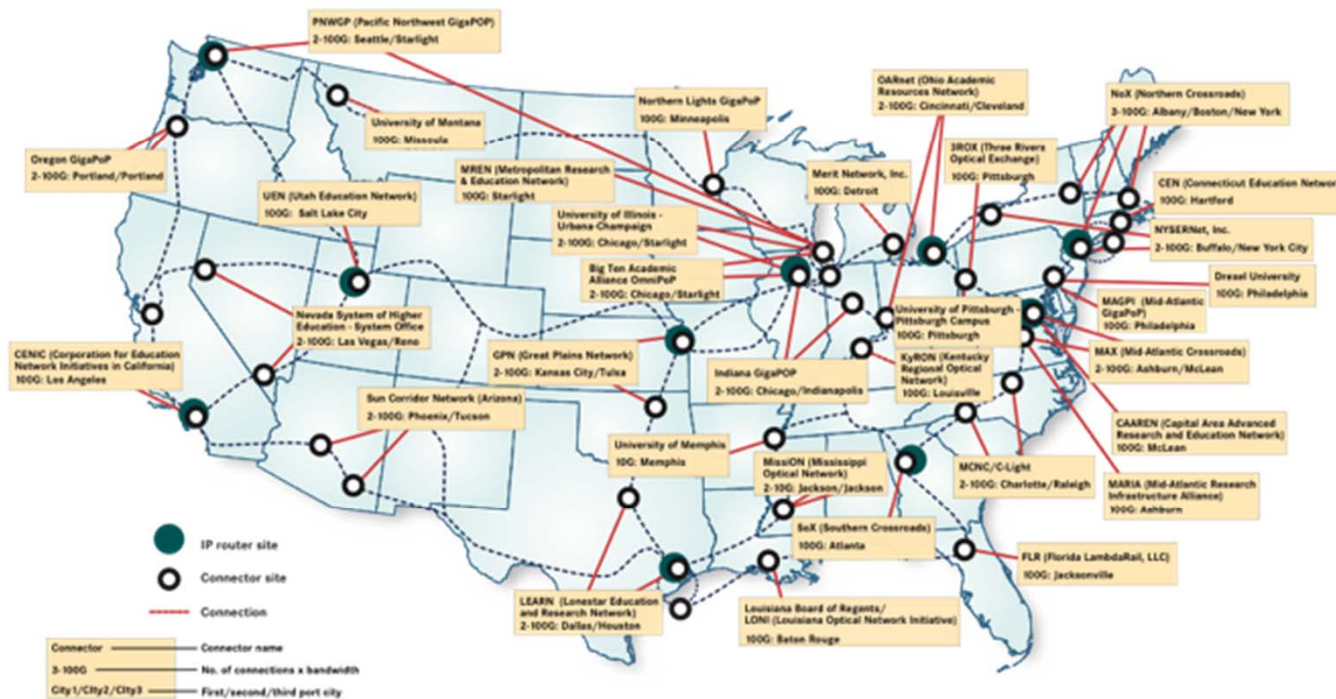 PNWGP (Pacific Northwest GigaPOP)
2-100G: Seattle/Starlight
University of Montana
100G: Missoula
Northern Lights GigaPoP
100G: Minneapolis
OARnet (Ohio Academic
Resources Network)
2-100G: Cincinnati/Cleveland
NoX (Northern Crossroads)
3-100G: Albany/Boston/New York
Oregon GigaPoP
2-100G: Portland/Portland
MREN (Metropolitan Research
& Education Network)
100G: Starlight
Merit Network, Inc.
100G: Detroit
3ROX (Three Rivers
Optical Exchange)
100G: Pittsburgh
CEN (Connecticut Education Network
100G: Hartford
UEN (Utah Education Network)
100G: Salt Lake City
University of Illinois -
Urbana-Champaign
2-100G: Chicago/Starlight
NYSERNet, Inc.
2-100G: Buffalo/New York City
Big Ten Academic
Alliance OmniPoP
2-100G: Chicago/Starlight
Drexel University
100G: Philadelphia
MAGPI (Mid-Atlantic
GigaPoP)
100G: Philadelphia
Nevada System of Higher
Education - System Office
2-100G: Las Vegas/Reno
University of Pittsburgh -
Pittsburgh Campus
100G: Pittsburgh
CENIC (Corporation for Education
Network Initiatives in California)
100G: Los Angeles
GPN (Great Plains Network)
2-100G: Kansas City/Tulsa
Indiana GigaPOP
2-100G: Chicago/Indianapolis
KyRON (Kentucky
Regional Optical
Network)
100G: Louisville
MAX (Mid-Atlantic Crossroads)
2-100G: Ashburn/McLean
Sun Corridor Network (Arizona)
2-100G: Phoenix/Tucson
CAAREN (Capital Area Advanced
Research and Education Network)
100G: McLean
University of Memphis
10G: Memphis
MissiON (Mississippi
Optical Network)
2-10G: Jackson/Jackson
MCNC/C-Light
2-100G: Charlotte/Raleigh
MARIA (Mid-Atlantic Research
Infrastructure Alliance)
100G: Ashburn
SoX (Southern Crossroads)
100G: Atlanta
FLR (Florida LambdaRail, LLC)
100G: Jacksonville
LEARN (Lonestar Education
and Research Network)
2-100G: Dallas/Houston
Louisiana Board of Regents/
LONI (Louisiana Optical Network Initiative)
100G: Baton Rouge
IP router site
Connector site
Connection
Connector
Connector name
3-100G
No. of connections x bandwidth
City1/City2/City3
First/second/third port city